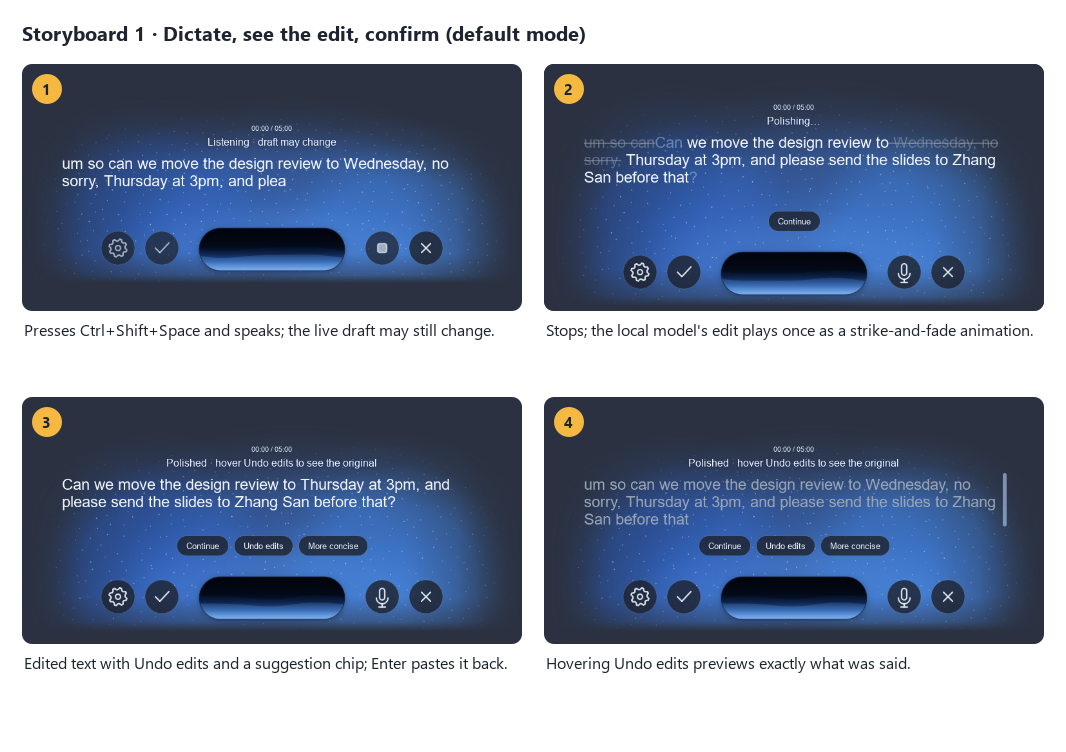 Storyboard 1 · Dictate, see the edit, confirm (default mode)
1
00:00 / 05:00
Listening · draft may change
um so can we move the design review to Wednesday, no
sorry, Thursday at 3pm, and plea
Presses Ctrl+Shift+Space and speaks; the live draft may still change.
2
00:00 / 05:00
Polishing...
um so canCan we move the design review to Wednesday, no
sorry, Thursday at 3pm, and please send the slides to Zhang
San before that?
Continue
Stops; the local model's edit plays once as a strike-and-fade animation.
3
00:00 / 05:00
Polished · hover Undo edits to see the original
Can we move the design review to Thursday at 3pm, and
please send the slides to Zhang San before that?
Continue Undo edits More concise
Edited text with Undo edits and a suggestion chip; Enter pastes it back.
4
00:00 / 05:00
Polished · hover Undo edits to see the original
um so can we move the design review to Wednesday, no
sorry, Thursday at 3pm, and please send the slides to Zhang
San before that
Continue Undo edits More concise
Hovering Undo edits previews exactly what was said.